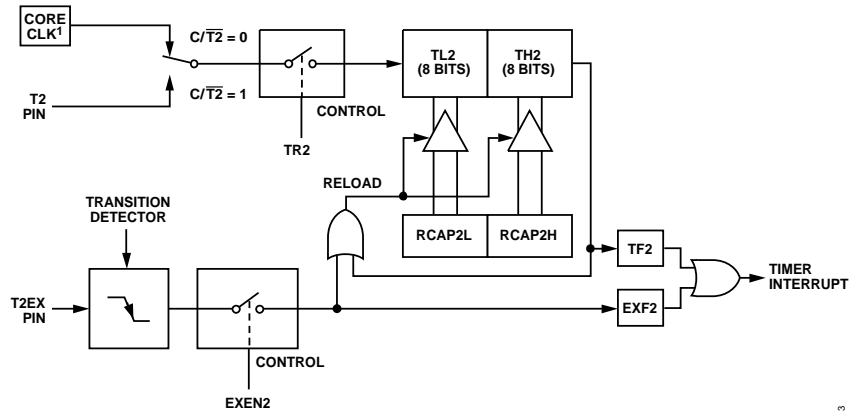 CORE
CLK1
C/T2 = 0
T2
PIN
C/T2 = 1
CONTROL
TR2
TL2
(8 BITS)
TH2
(8 BITS)
RELOAD
TRANSITION
DETECTOR
RCAP2L
RCAP2H
TF2
TIMER
INTERRUPT
T2EX
PIN
EXF2
CONTROL
EXEN2
3